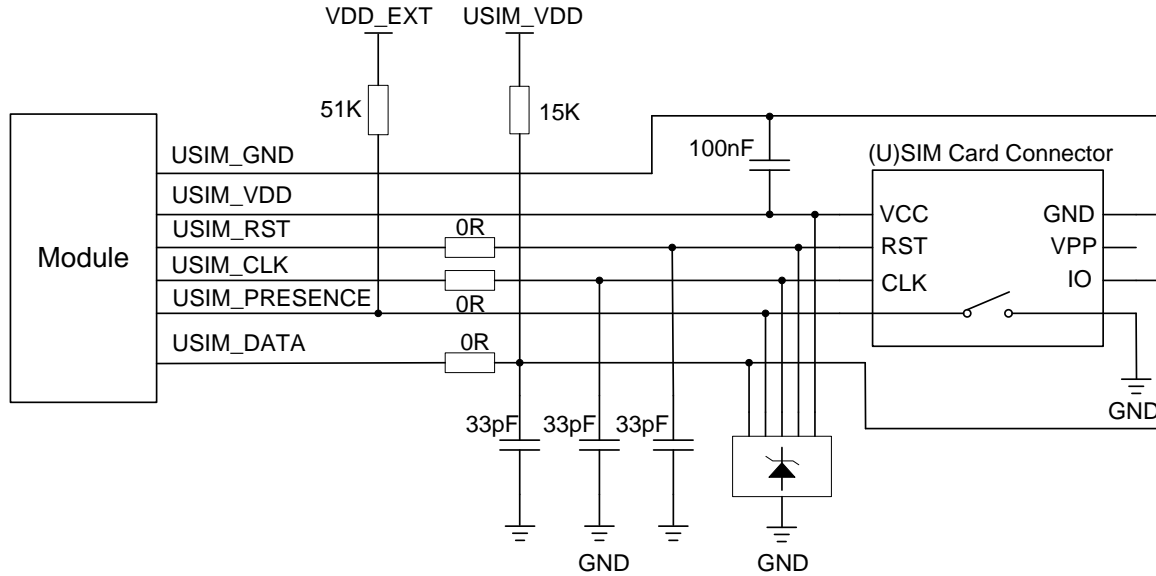 VDD_EXT USIM_VDD
51K 15K
USIM_GND
100nF
(U)SIM Card Connector
USIM_VDD
VCC GND
USIM_RST 0R
RST VPP
Module
USIM_CLK
CLK IO
USIM_PRESENCE 0R
USIM_DATA 0R
GND
33pF 33pF 33pF
GND GND